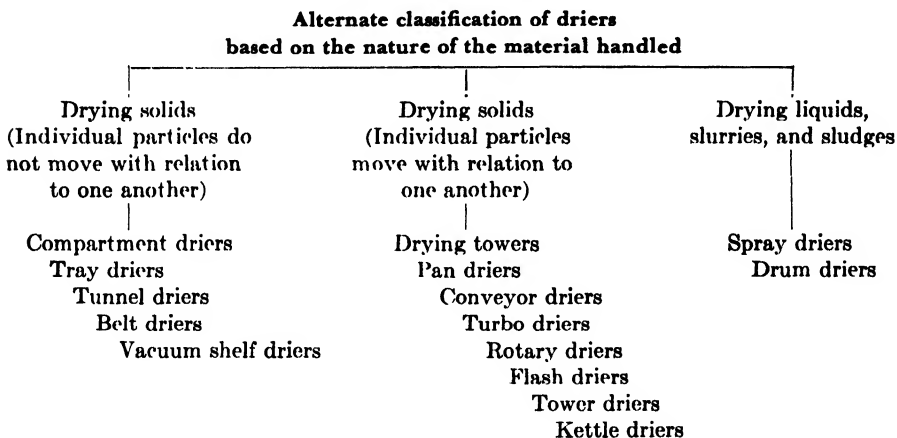 Alternate classification of driers
based on the nature of the material handled
Drying solids
(Individual particles do
not move with relation
to one another)
Compartment driers
Tray driers
Tunnel driers
Belt driers
Vacuum shelf driers
Drying solids
(Individual particles
move with relation to
one another)
Drying towers
Pan driers
Conveyor driers
Turbo driers
Rotary driers
Flash driers
Tower driers
Kettle driers
Drying liquids,
slurries, and sludges
Spray driers
Drum driers